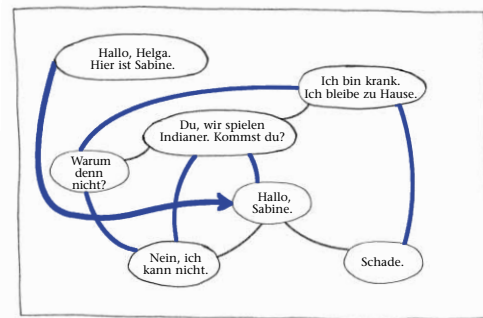 Hallo, Helga.
Hier ist Sabine.
Ich bin krank.
Ich bleibe zu Hause.
Du, wir spielen
Indianer. Kommst du?
Warum
denn
nicht?
Hallo,
Sabine.
Nein, ich
kann nicht.
Schade.